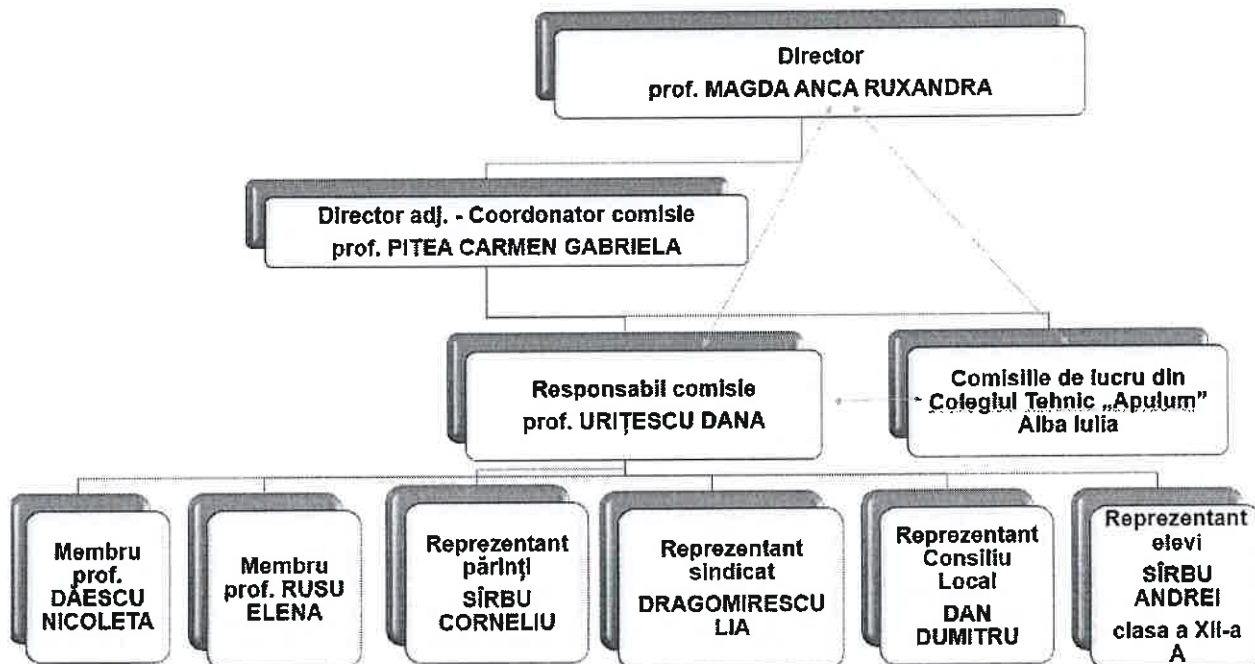 Director
prof. MAGDA ANCA RUXANDRA
Director adj. - Coordonator comisie
prof. PITEA CARMEN GABRIELA
Responsabil comisie
prof. URIȚESCU DANA
Comisiile de lucru din
Colegiul Tehnic „Apulum”
Alba Iulia
Membru
prof.
DĂESCU
NICOLETA
Membru
prof. RUSU
ELENA
Reprezentant
părinți
SÎRBU
CORNELIU
Reprezentant
sindicat
DRAGOMIRESCU
LIA
Reprezentant
Consiliu
Local
DAN
DUMITRU
Reprezentant
elevi
SÎRBU
ANDREI
clasa a XII-a
A